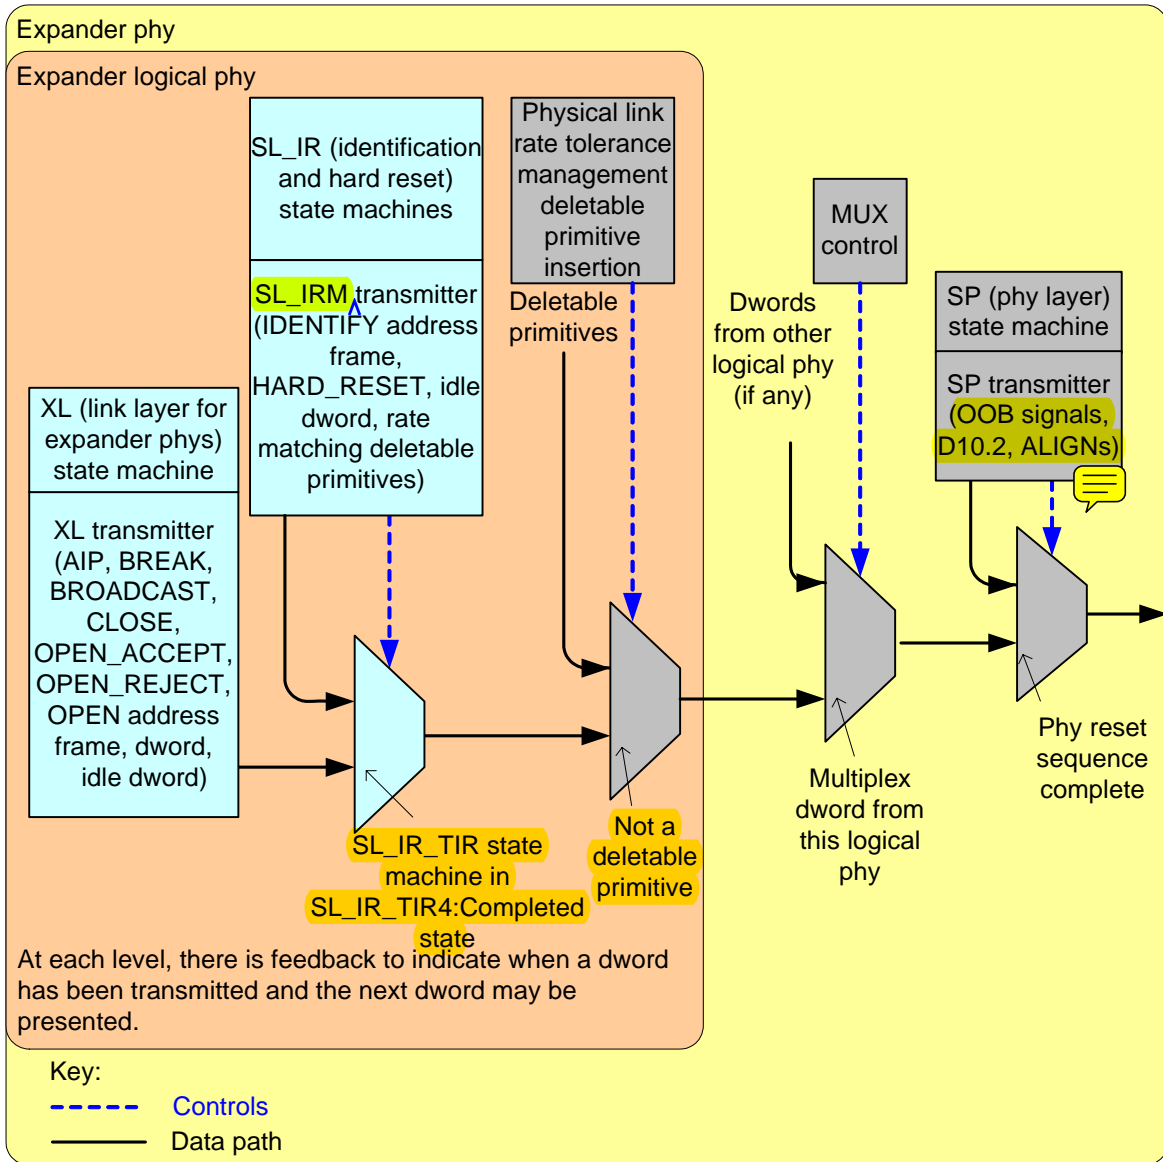 Expander phy
Expander logical phy
SL_IR (identification
and hard reset)
state machines
SL_IRM transmitter
(IDENTIFY address
frame,
HARD_RESET, idle
dword, rate
matching deletable
primitives)
XL (link layer for
expander phys)
state machine
XL transmitter
(AIP, BREAK,
BROADCAST,
CLOSE,
OPEN_ACCEPT,
OPEN_REJECT,
OPEN address
frame, dword,
idle dword)
Physical link
rate tolerance
management
deletable
primitive
insertion
Deletable
primitives
MUX
control
Dwords
from other
logical phy
(if any)
SP (phy layer)
state machine
SP transmitter
(OOB signals,
D10.2, ALIGNs)
SL_IR_TIR state
machine in
SL_IR_TIR4:Completed
state
Not a
deletable
primitive
Multiplex
dword from
this logical
phy
Phy reset
sequence
complete
At each level, there is feedback to indicate when a dword
has been transmitted and the next dword may be
presented.
Key:
Controls
Data path